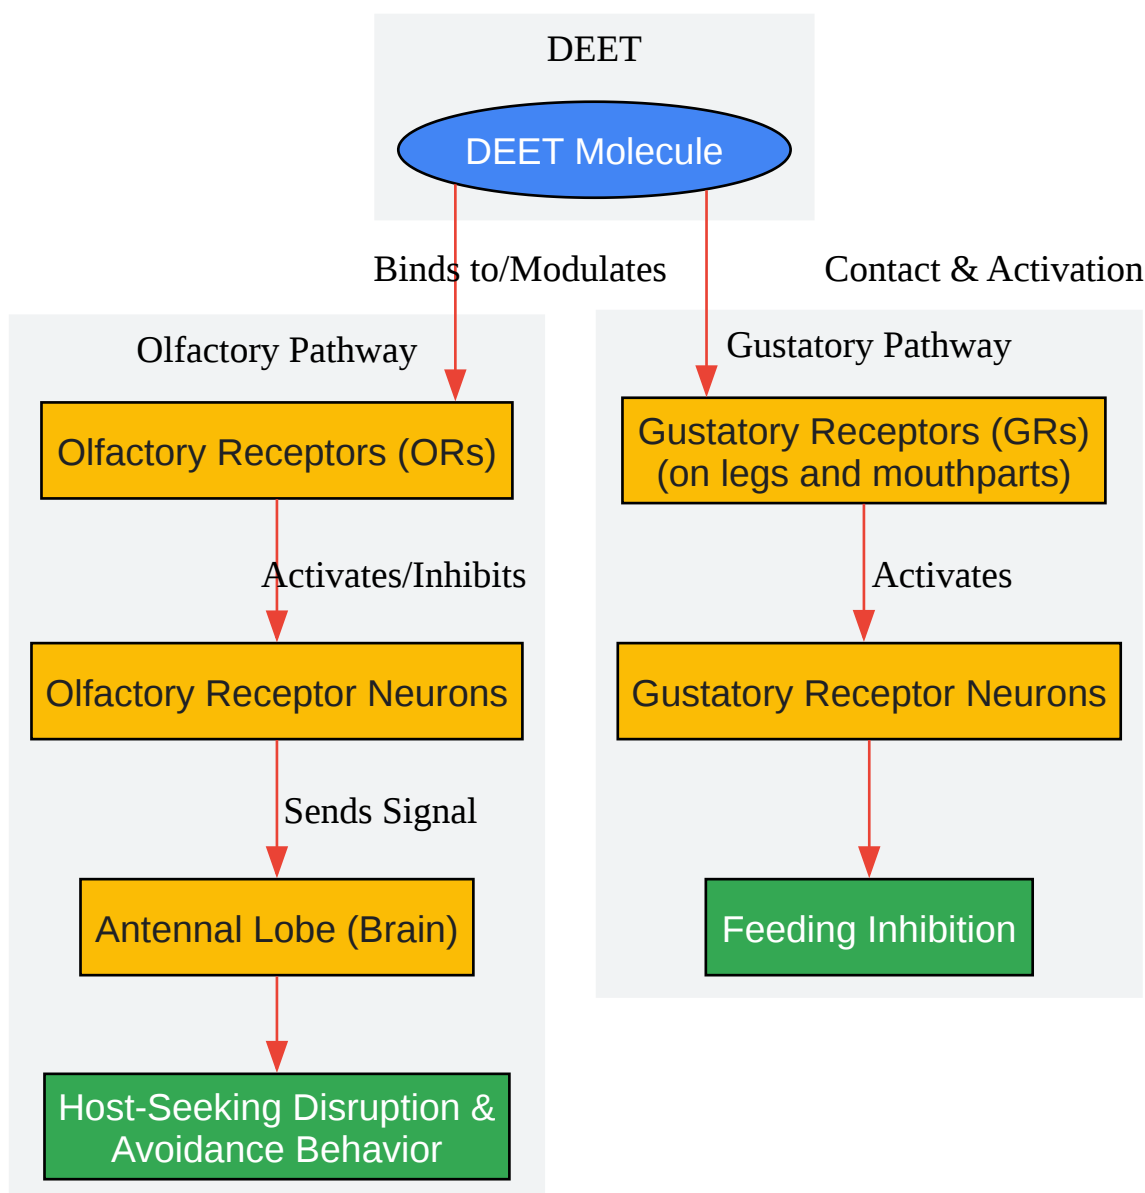 DEET
DEET Molecule
Binds to/Modulates
Contact & Activation
Olfactory Pathway
Gustatory Pathway
Olfactory Receptors (ORs)
Gustatory Receptors (GRs)
(on legs and mouthparts)
Activates/Inhibits
Activates
Olfactory Receptor Neurons
Gustatory Receptor Neurons
Sends Signal
Antennal Lobe (Brain)
Feeding Inhibition
Host-Seeking Disruption &
Avoidance Behavior